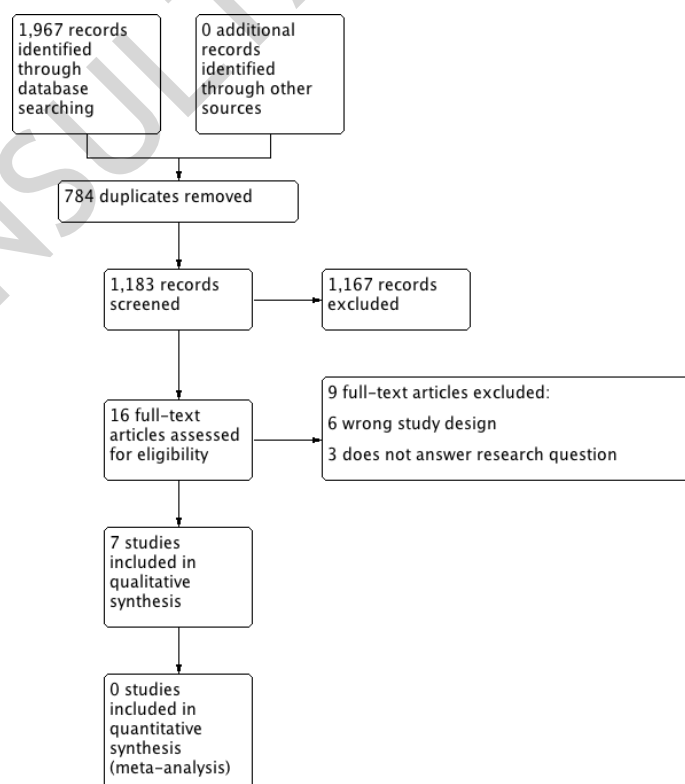 1,967 records
identified
through
database
searching
0 additional
records
identified
through other
sources
784 duplicates removed
1,183 records
screened
1,167 records
excluded
16 full-text
articles assessed
for eligibility
9 full-text articles excluded:
6 wrong study design
3 does not answer research question
7 studies
included in
qualitative
synthesis
0 studies
included in
quantitative
synthesis
(meta-analysis)